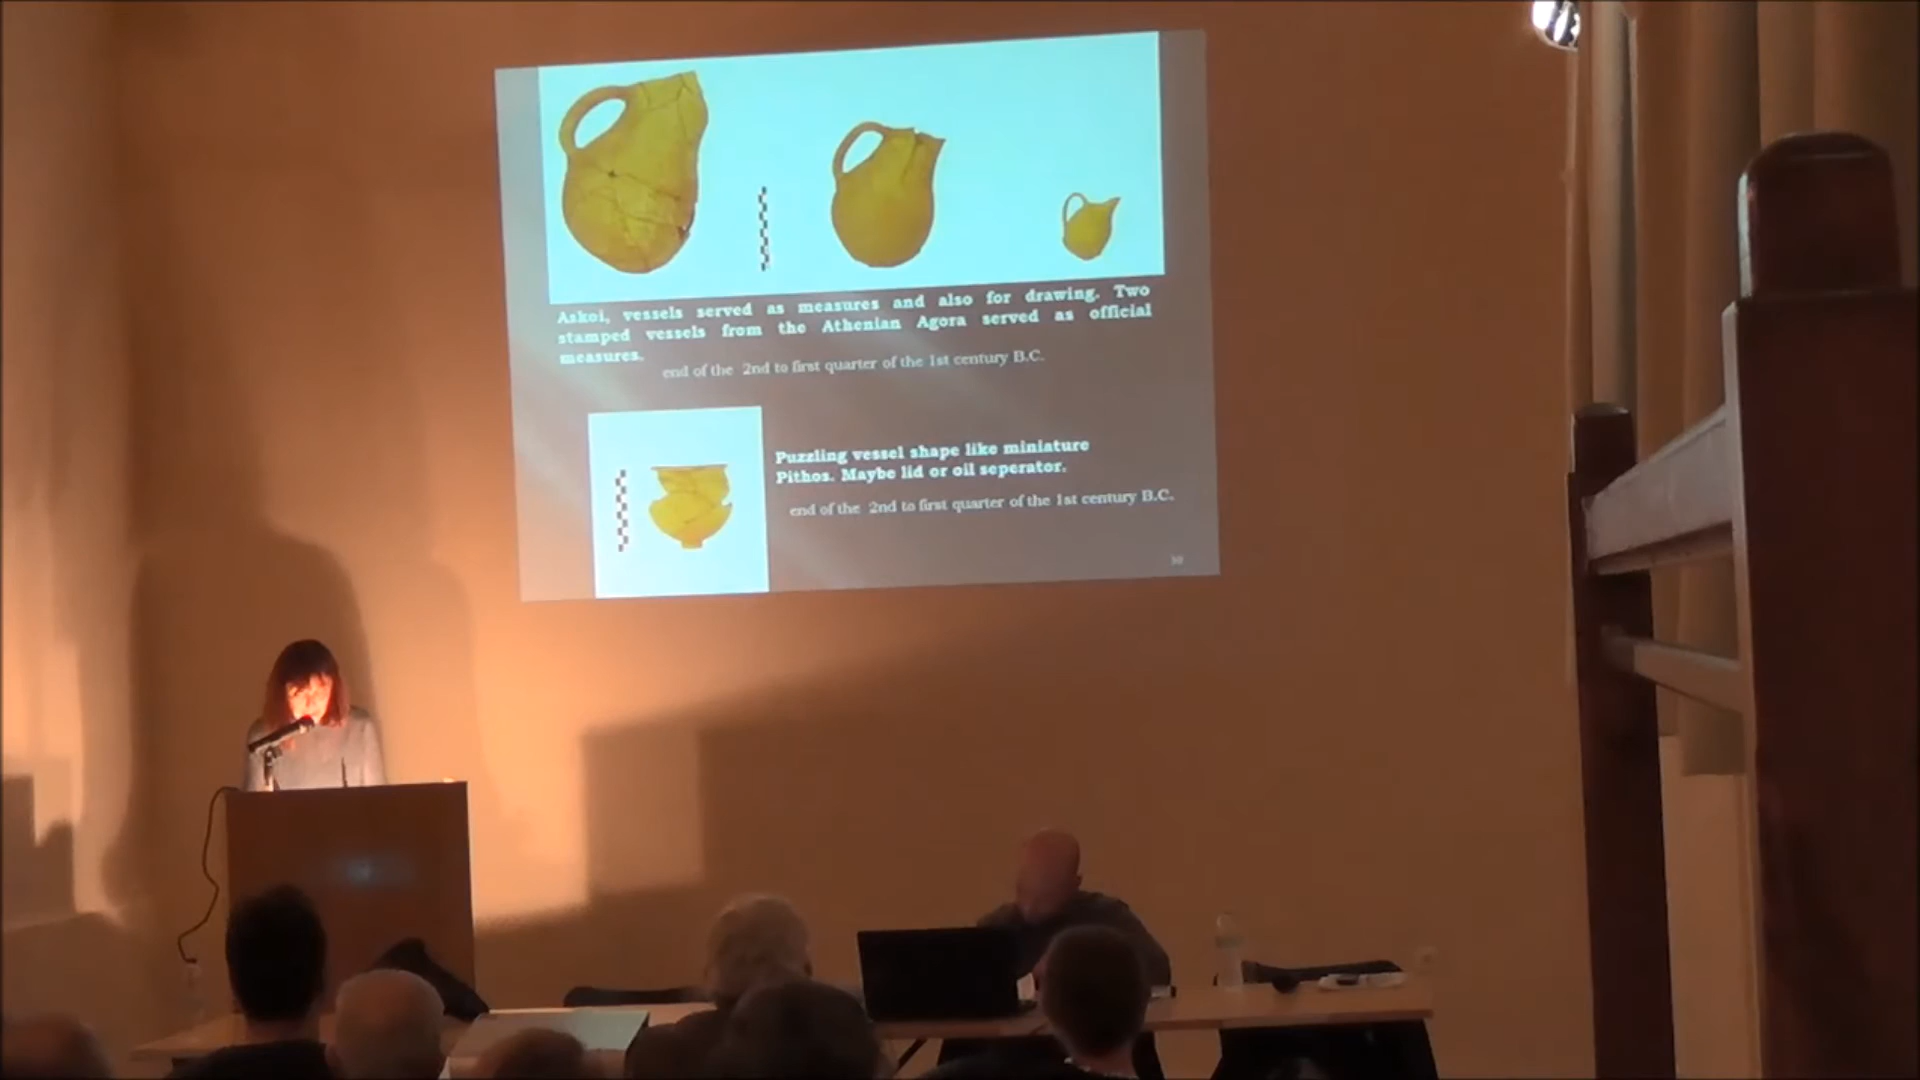 Askoi, vessels served as measures and also for drawing. Two
stamped vessels from the Athenian Agora served as official
measures.
end of the 2nd to first quarter of the 1st century B.C.
Puzzling vessel shape like miniature
Pithos. Maybe lid or oil seperator.
end of the 2nd to first quarter of the 1st century B.C.